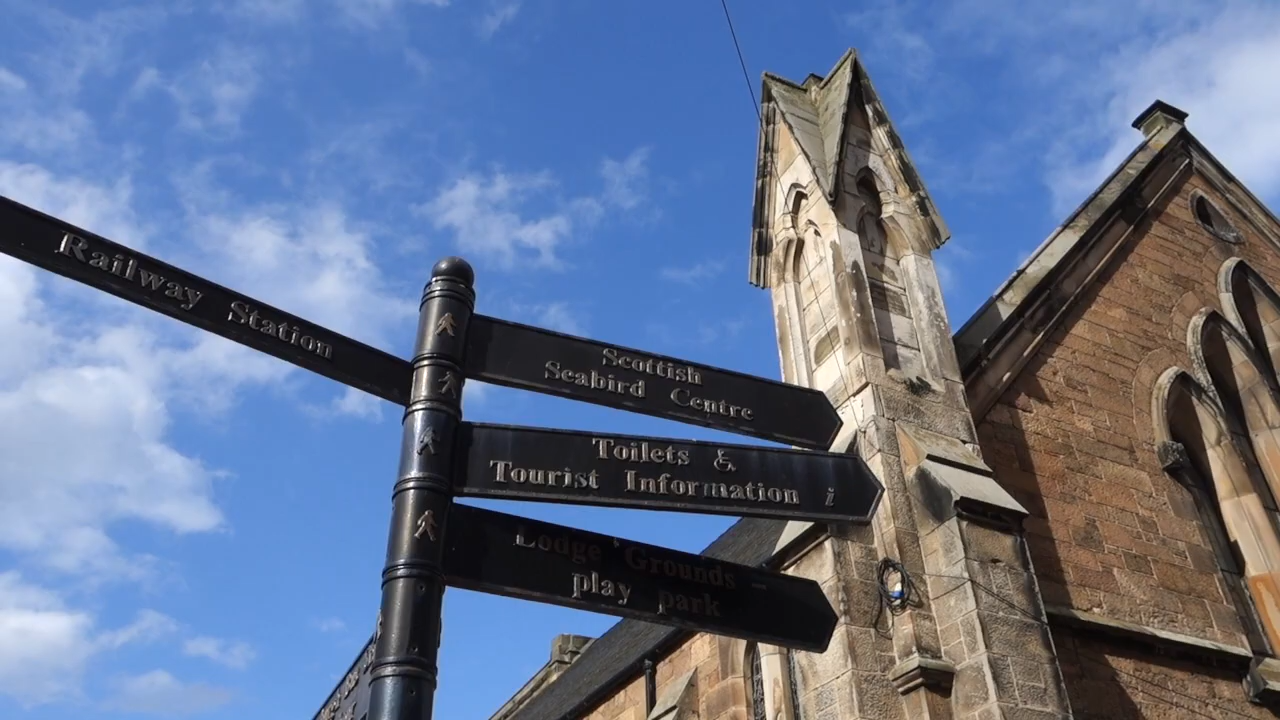 Railway Station
Scottish
Seabird Centre
Toilets &
Tourist Information i
Lodge Grounds
play park